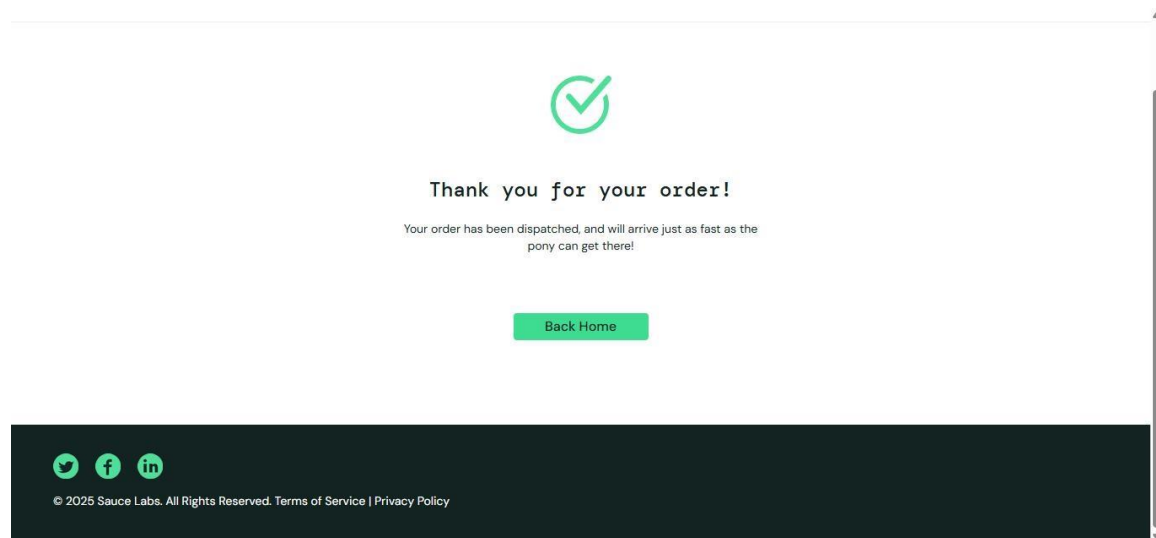 Thank you for your order!
Your order has been dispatched, and will arrive just as fast as the
pony can get there!
Back Home
© 2025 Sauce Labs. All Rights Reserved. Terms of Service | Privacy Policy